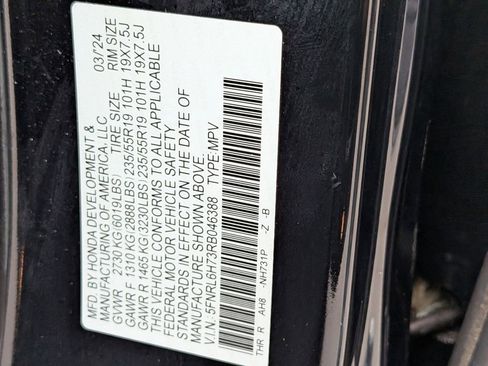 MFD. BY HONDA DEVELOPMENT & 03/'24
MANUFACTURING OF AMERICA, LLC
GVWR 2730 KG(6019LBS) TIRE SIZE RIM SIZE
GAWR F 1310 KG(2888LBS)235/55R19 101H 19X7.5J
GAWR R 1465 KG(3230LBS)235/55R19 101H 19X7.5J
THIS VEHICLE CONFORMS TO ALL APPLICABLE
FEDERAL MOTOR VEHICLE SAFETY
STANDARDS IN EFFECT ON THE DATE OF
MANUFACTURE SHOWN ABOVE.
V.I.N. 5FNRL6H73RB046388 TYPE:MPV
THR R AH8 -NH731P -Z -B